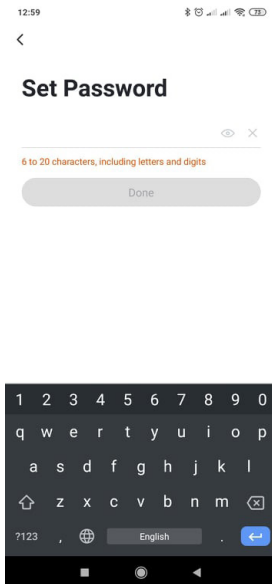 12:59
73
Set Password
6 to 20 characters, including letters and digits
Done
1 2 3 4 5 6 7 8 9 0
q w e r t y u i o p
a s d f g h j k l
z x c v b n m
?123 , English .